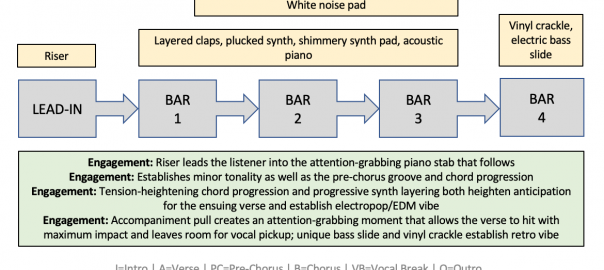 White noise pad
Vinyl crackle,
electric bass
slide
Layered claps, plucked synth, shimmery synth pad, acoustic
piano
Riser
LEAD-IN
BAR
1
BAR
2
BAR
3
BAR
4
Engagement: Riser leads the listener into the attention-grabbing piano stab that follows
Engagement: Establishes minor tonality as well as the pre-chorus groove and chord progression
Engagement: Tension-heightening chord progression and progressive synth layering both heighten anticipation
for the ensuing verse and establish electropop/EDM vibe
Engagement: Accompaniment pull creates an attention-grabbing moment that allows the verse to hit with
maximum impact and leaves room for vocal pickup; unique bass slide and vinyl crackle establish retro vibe
I=Intro | A=Verse | PC=Pre-Chorus | B=Chorus | VB=Vocal Break | O=Outro